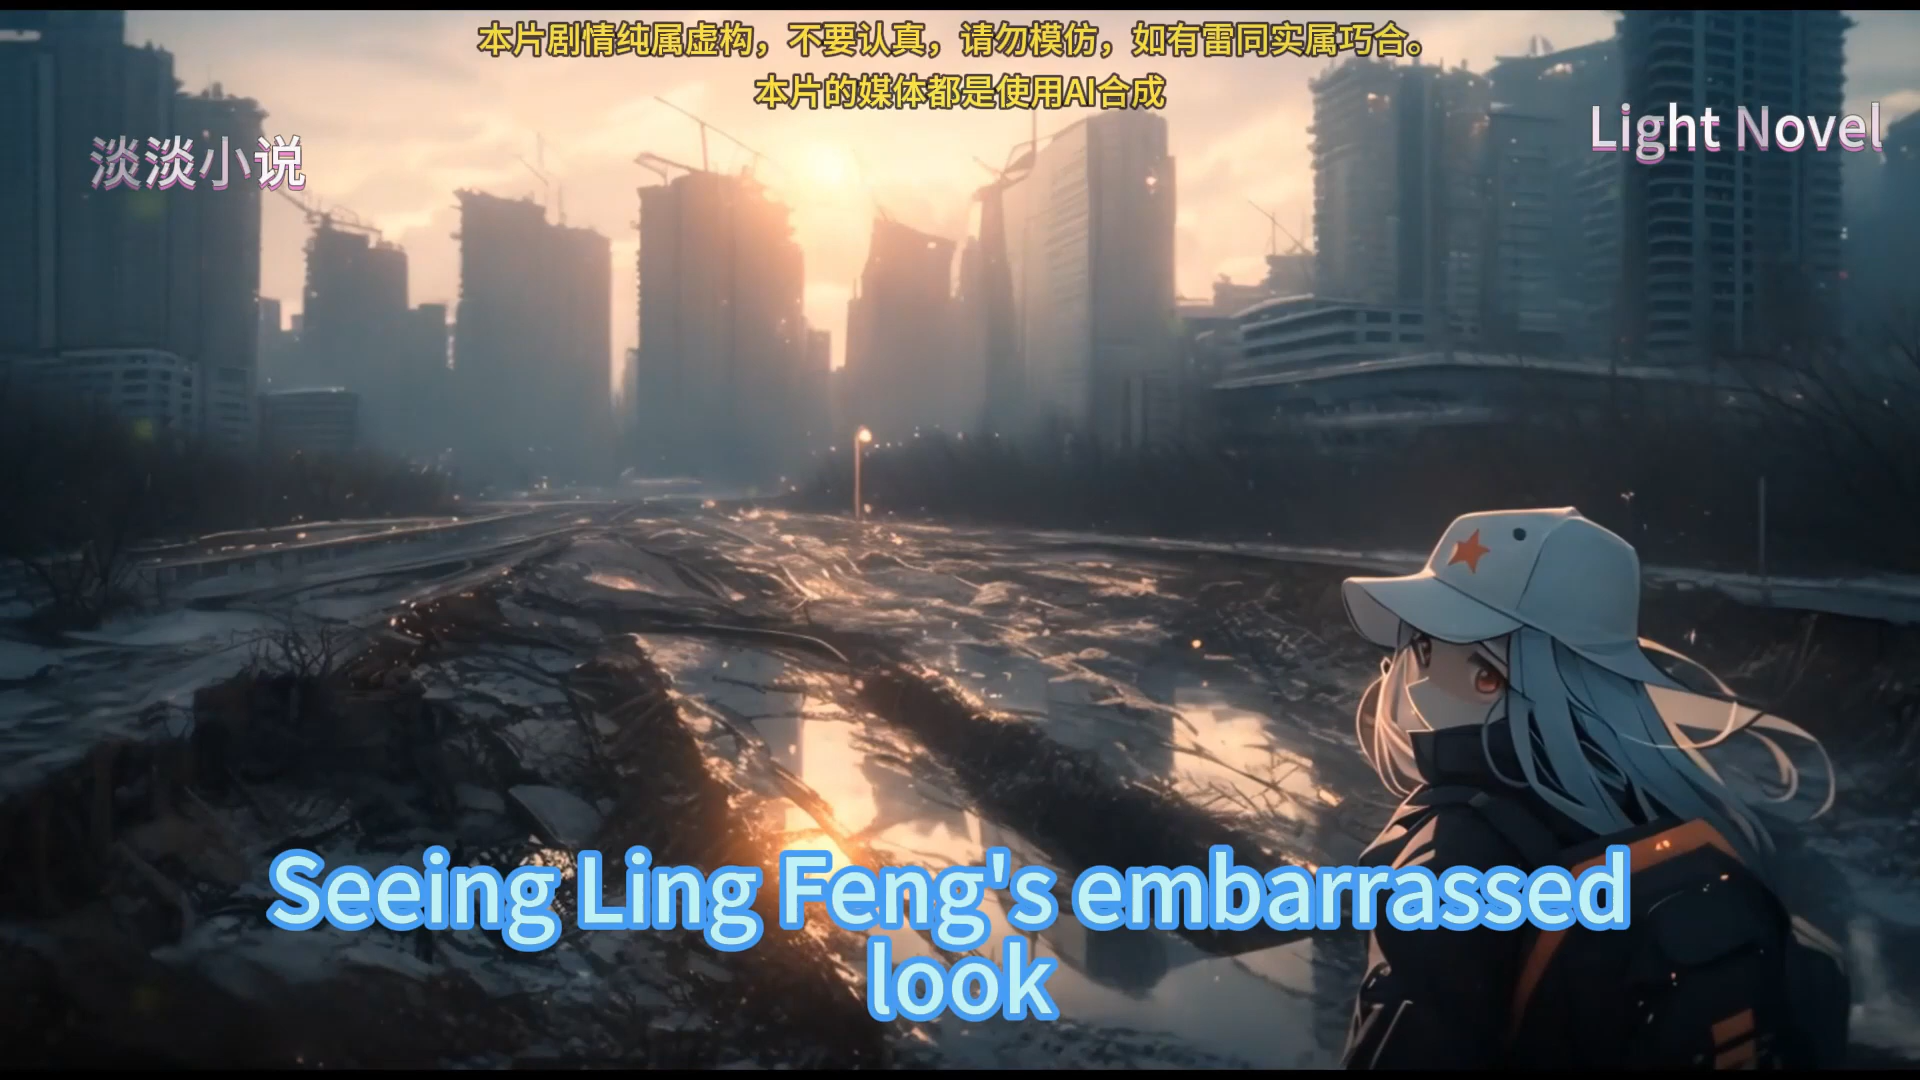 本片剧情纯属虚构，不要认真，请勿模仿，如有雷同实属巧合。
本片的媒体都是使用AI合成
淡淡小说
Light Novel
Seeing Ling Feng's embarrassed
look